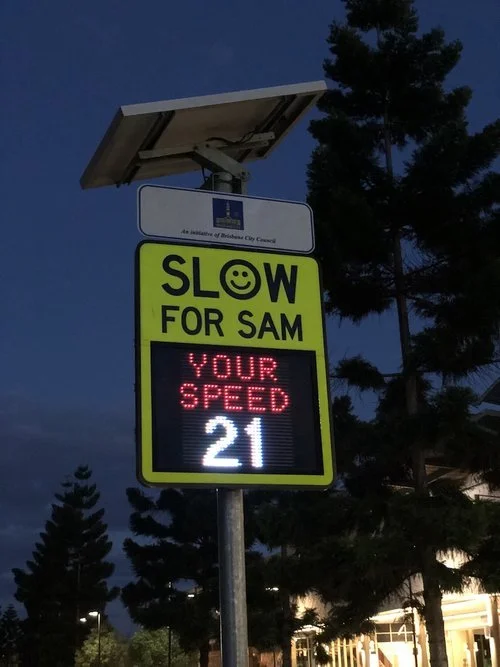 An initiative of Brisbane City Council
SLOW
FOR SAM
YOUR
SPEED
21